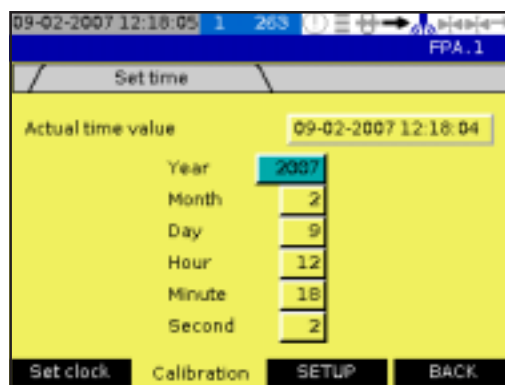 09-02-2007 12:18:05 1 263
FPA.1
Set time
Actual time value 09-02-2007 12:18:04
Year 2007
Month 2
Day 9
Hour 12
Minute 18
Second 2
Set clock Calibration SETUP BACK